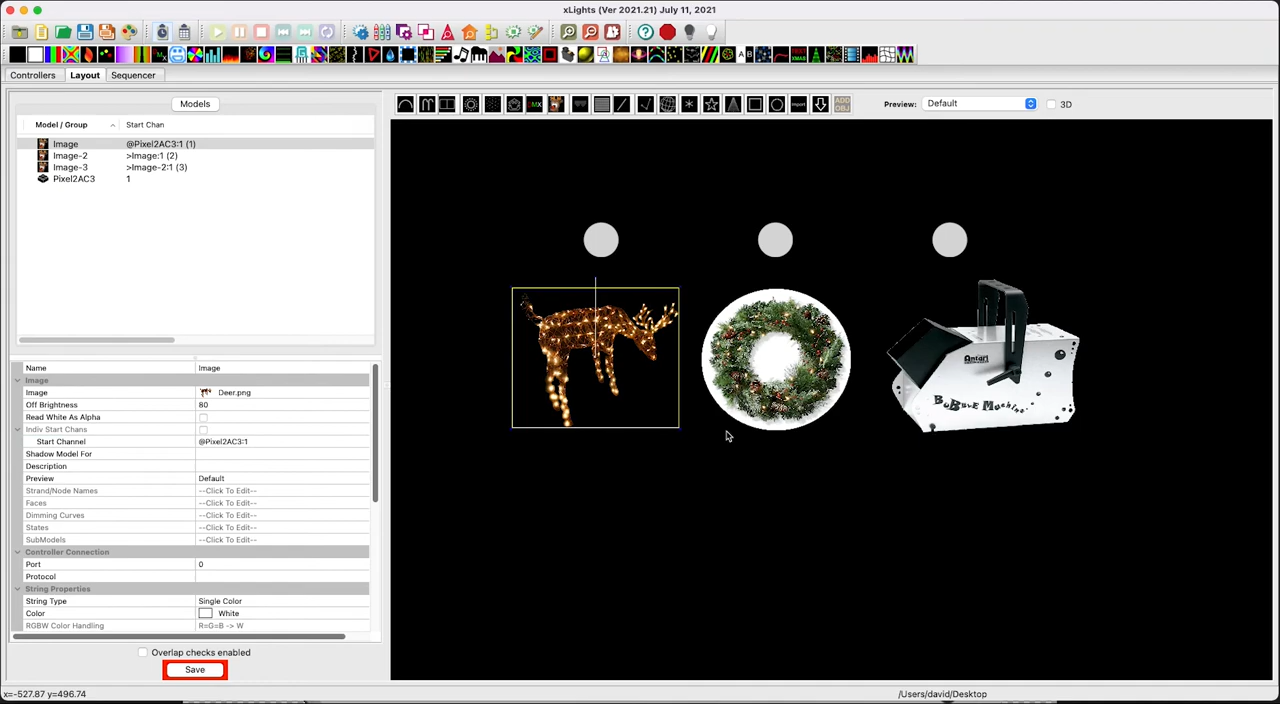 xLights (Ver 2021.21) July 11, 2021
Controllers Layout Sequencer
Models
Model / Group Start Chan
Image @Pixel2AC3:1 (1)
Image-2 >Image:1 (2)
Image-3 >Image-2:1 (3)
Pixel2AC3 1
DMX
Import
ADD OBJ
Preview: Default 3D
Antari
BUBBLE Machine
Name Image
Image
Image Deer.png
Off Brightness 80
Read White As Alpha
Indiv Start Chans
Start Channel @Pixel2AC3:1
Shadow Model For
Description
Preview Default
Strand/Node Names --Click To Edit--
Faces --Click To Edit--
Dimming Curves --Click To Edit--
States --Click To Edit--
SubModels --Click To Edit--
Controller Connection
Port 0
Protocol
String Properties
String Type Single Color
Color White
RGBW Color Handling R=G=B -> W
Overlap checks enabled
Save
x=-527.87 y=496.74 /Users/david/Desktop